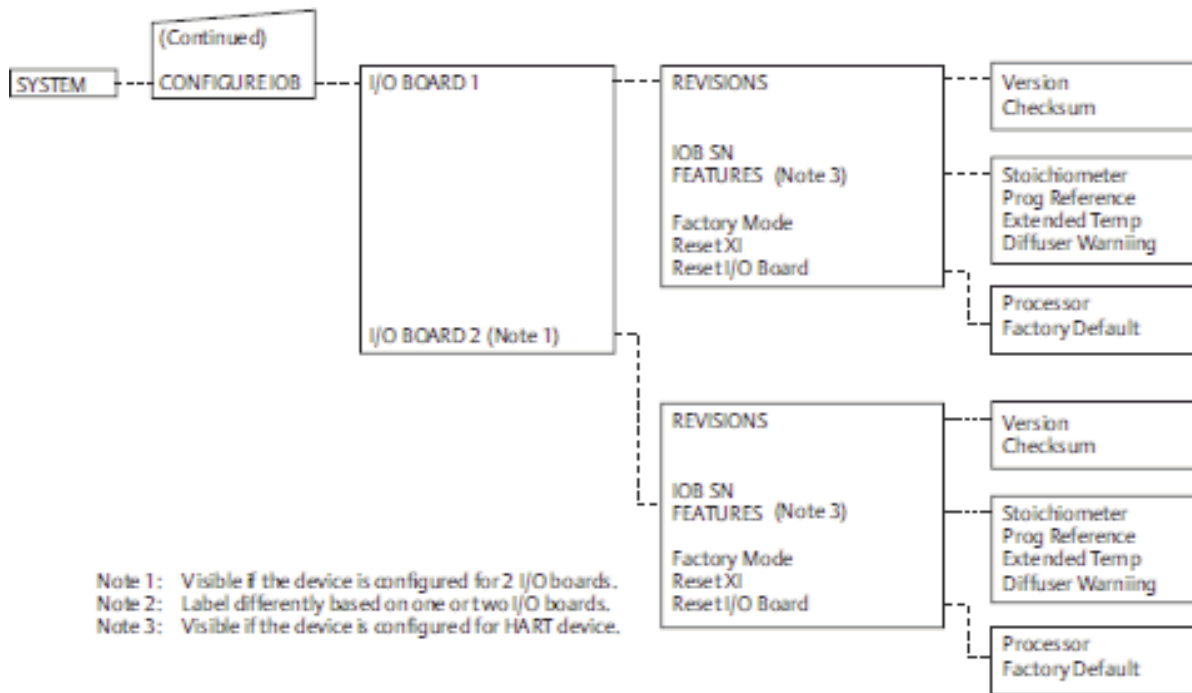 (Continued)
SYSTEM
CONFIGURE IOB
I/O BOARD 1
I/O BOARD 2 (Note 1)
REVISIONS
IOB SN
FEATURES (Note 3)
Factory Mode
Reset XI
Reset I/O Board
Version
Checksum
Stoichiometer
Prog Reference
Extended Temp
Diffuser Warniing
Processor
Factory Default
REVISIONS
IOB SN
FEATURES (Note 3)
Factory Mode
Reset XI
Reset I/O Board
Version
Checksum
Stoichiometer
Prog Reference
Extended Temp
Diffuser Warniing
Processor
Factory Default
Note 1: Visible if the device is configured for 2 I/O boards.
Note 2: Label differently based on one or two I/O boards.
Note 3: Visible if the device is configured for HART device.